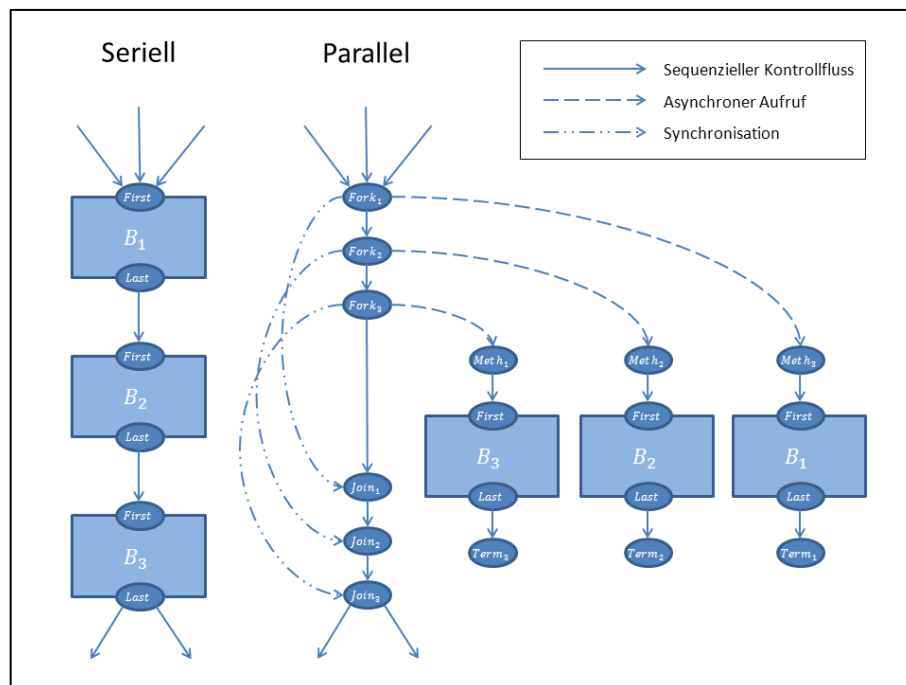 Seriell
Parallel
Sequenzieller Kontrollfluss
Asynchroner Aufruf
Synchronisation
First
B₁
Last
First
B₂
Last
First
B₃
Last
Fork₁
Fork₂
Fork₃
Join₁
Join₂
Join₃
Meth₁
First
B₃
Last
Term₃
Meth₂
First
B₂
Last
Term₂
Meth₃
First
B₁
Last
Term₁